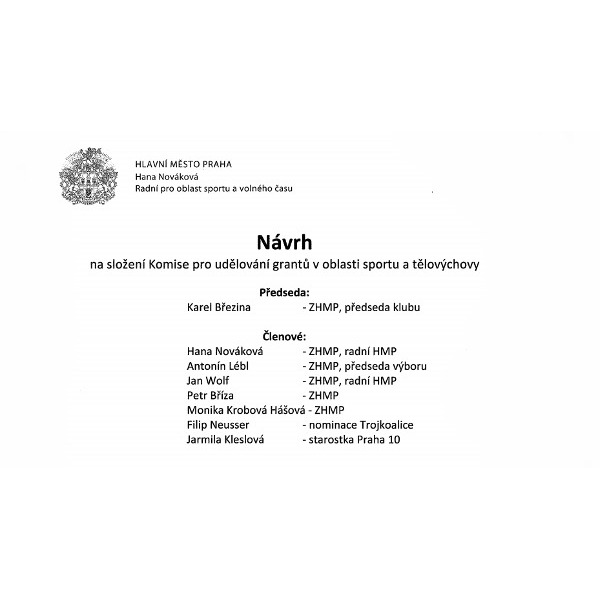 HLAVNÍ MĚSTO PRAHA
Hana Nováková
Radní pro oblast sportu a volného času
Návrh
na složení Komise pro udělování grantů v oblasti sportu a tělovýchovy
Předseda:
Karel Březina - ZHMP, předseda klubu
Členové:
Hana Nováková - ZHMP, radní HMP
Antonín Lébl - ZHMP, předseda výboru
Jan Wolf - ZHMP, radní HMP
Petr Bříza - ZHMP
Monika Krobová Hášová - ZHMP
Filip Neusser - nominace Trojkoalice
Jarmila Kleslová - starostka Praha 10